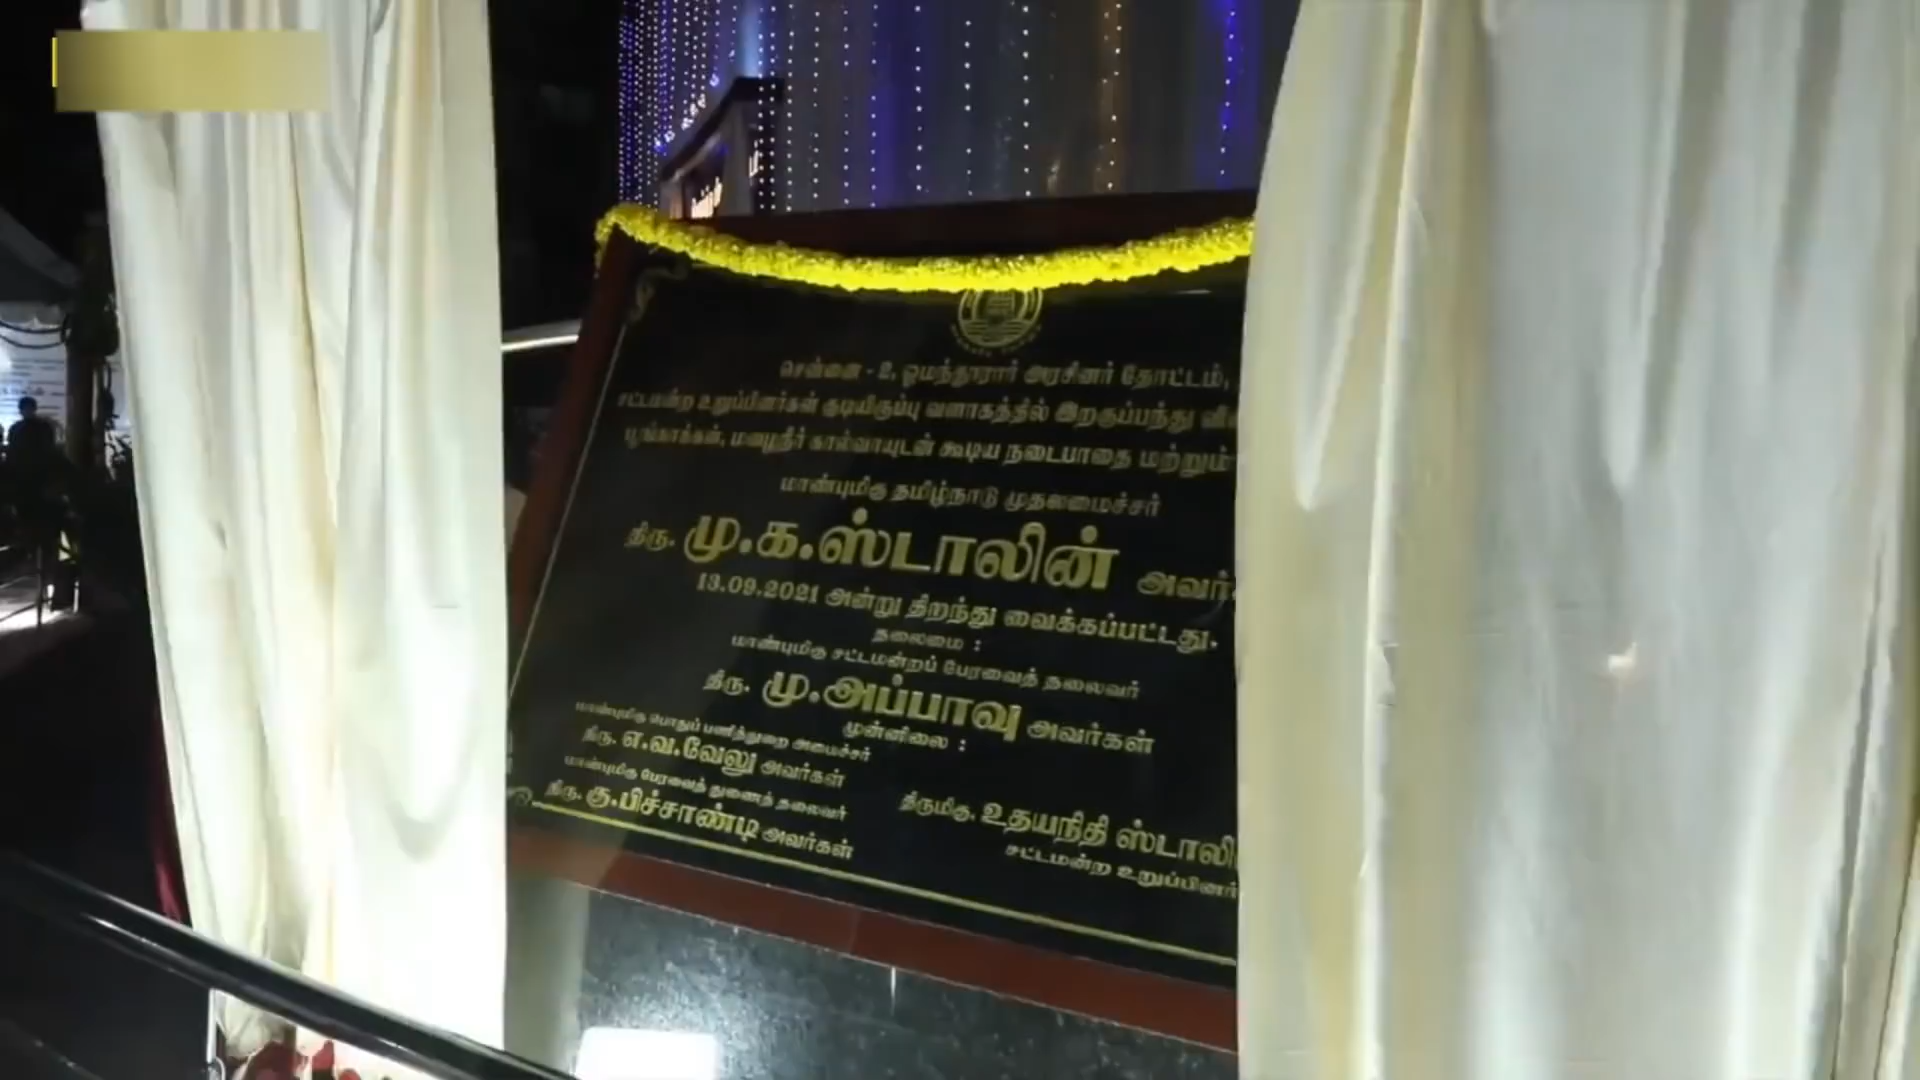 சென்னை - 2, ஓமந்தூரார் அரசினர் தோட்டம்,
சட்டமன்ற உறுப்பினர்கள் குடியிருப்பு வளாகத்தில் இறகுப்பந்து
பூங்காக்கள், மழைநீர் கால்வாயுடன் கூடிய நடைபாதை மற்றும்
மாண்புமிகு தமிழ்நாடு முதலமைச்சர்
திரு. மு.க.ஸ்டாலின்
13.09.2021 அன்று திறந்து வைக்கப்பட்டது.
தலைமை :
மாண்புமிகு சட்டமன்றப் பேரவைத் தலைவர்
திரு. மு.அப்பாவு அவர்கள்
முன்னிலை :
மாண்புமிகு பொதுப் பணித்துறை அமைச்சர்
திரு. எ.வ.வேலு அவர்கள்
மாண்புமிகு பேரவைத் துணைத் தலைவர்
திரு. கு.பிச்சாண்டி அவர்கள்
திருமிகு. உதயநிதி
சட்டமன்ற உறுப்பினர்